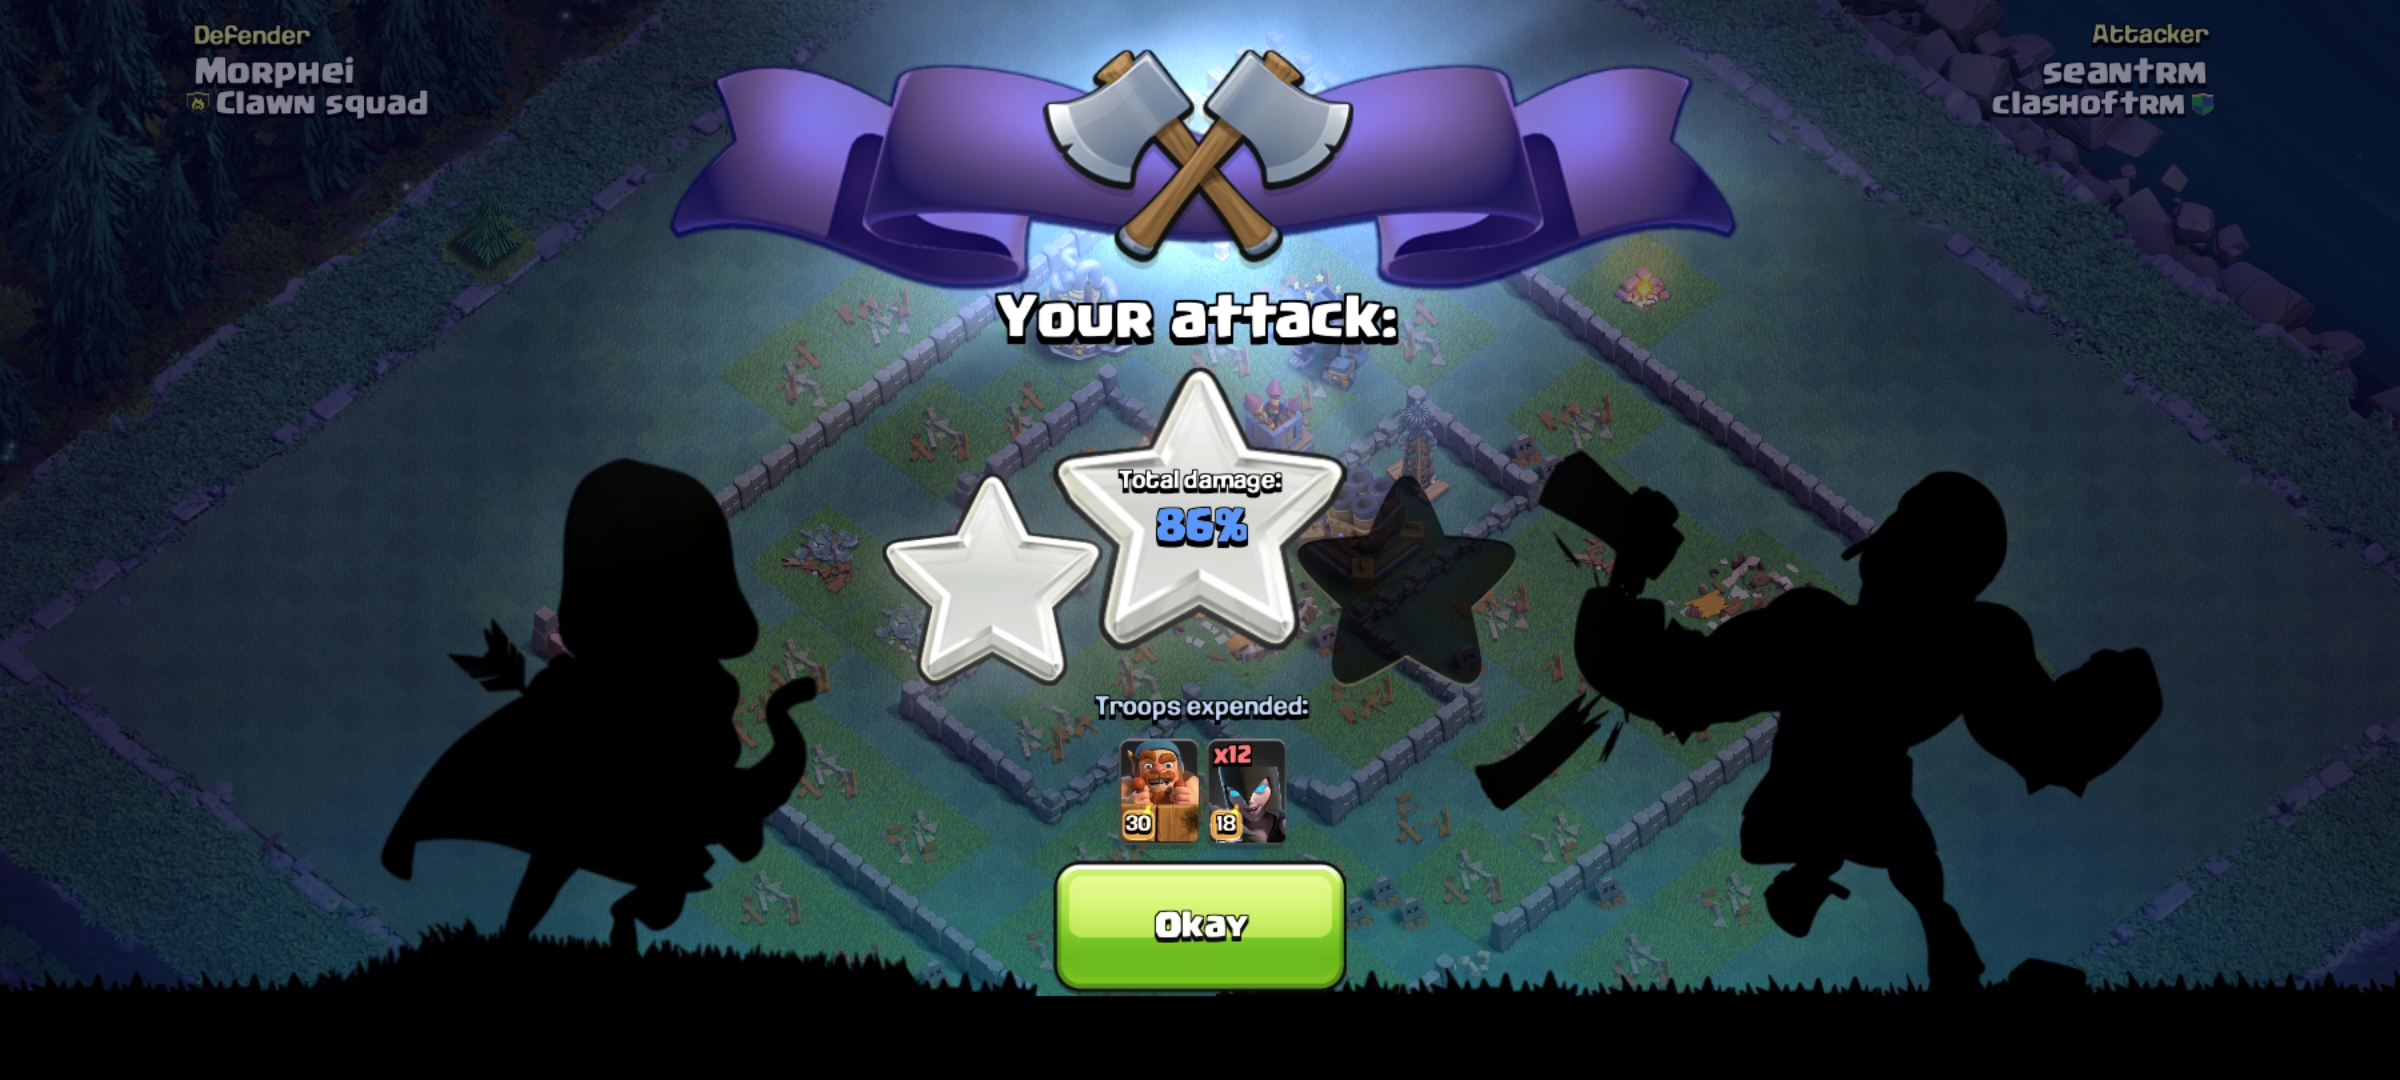 Defender
Morphei
Clawn squad
Attacker
seantRM
clashoftRM
Your attack:
Total damage:
86%
Troops expended:
x12
30
18
Okay